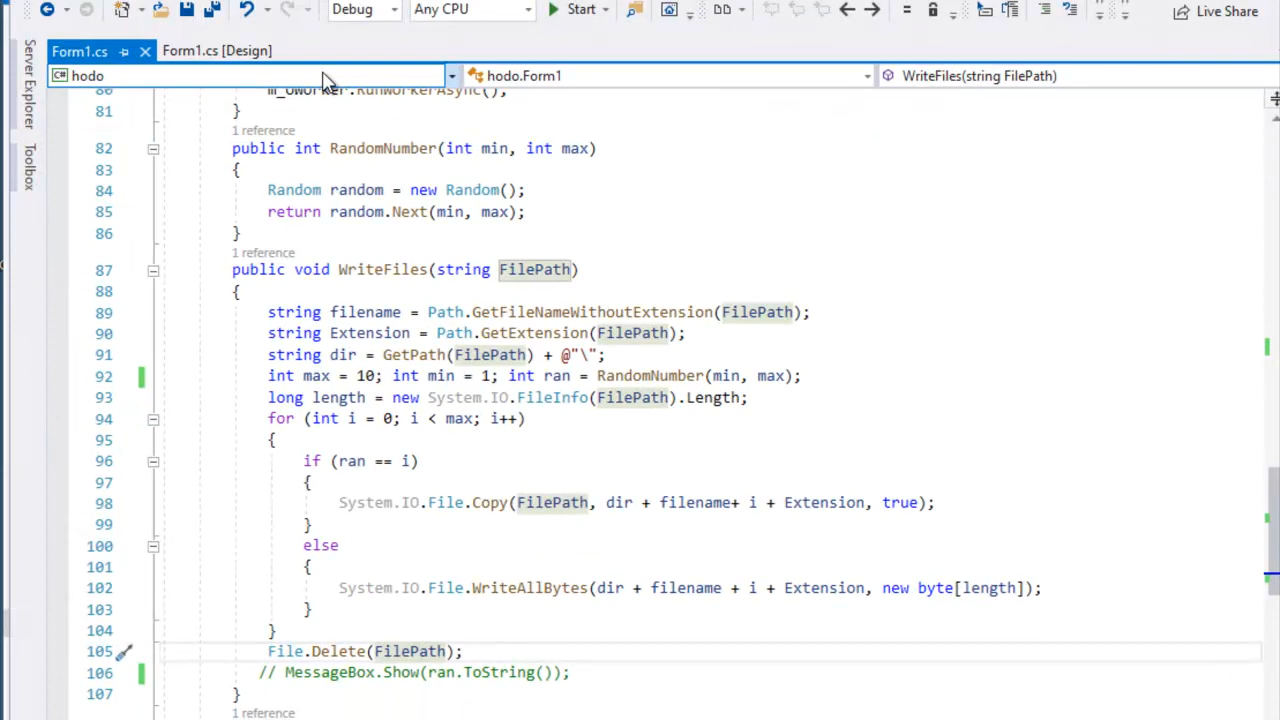 Debug Any CPU Start Live Share
Form1.cs Form1.cs [Design]
C# hodo hodo.Form1 WriteFiles(string FilePath)
Server Explorer
Toolbox
80 m_oWorker.RunWorkerAsync();
81 }
1 reference
82 public int RandomNumber(int min, int max)
83 {
84 Random random = new Random();
85 return random.Next(min, max);
86 }
1 reference
87 public void WriteFiles(string FilePath)
88 {
89 string filename = Path.GetFileNameWithoutExtension(FilePath);
90 string Extension = Path.GetExtension(FilePath);
91 string dir = GetPath(FilePath) + @"\";
92 int max = 10; int min = 1; int ran = RandomNumber(min, max);
93 long length = new System.IO.FileInfo(FilePath).Length;
94 for (int i = 0; i < max; i++)
95 {
96 if (ran == i)
97 {
98 System.IO.File.Copy(FilePath, dir + filename+ i + Extension, true);
99 }
100 else
101 {
102 System.IO.File.WriteAllBytes(dir + filename + i + Extension, new byte[length]);
103 }
104 }
105 File.Delete(FilePath);
106 // MessageBox.Show(ran.ToString());
107 }
1 reference